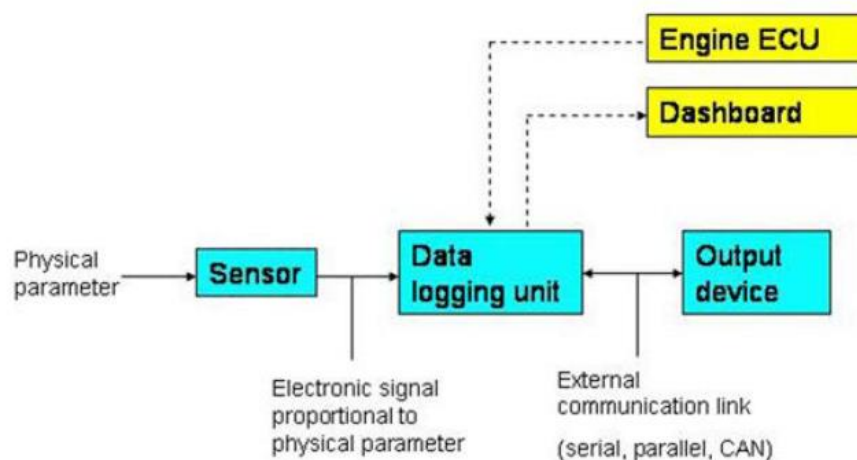 Engine ECU
Dashboard
Physical
parameter
Sensor
Data
logging unit
Output
device
Electronic signal
proportional to
physical parameter
External
communication link
(serial, parallel, CAN)